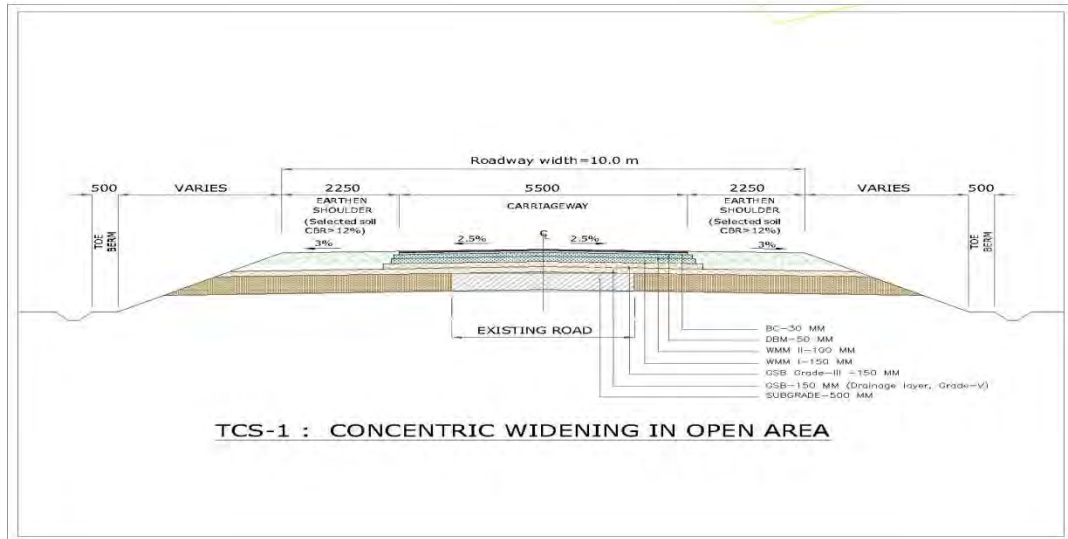 Roadway width=10.0 m
500 VARIES 2250 5500 2250 VARIES 500
EARTHEN SHOULDER (Selected soil CBR>12%)
CARRIAGEWAY
EARTHEN SHOULDER (Selected soil CBR>12%)
TOE BERM
3%
2.5%
C
L
2.5%
3%
TOE BERM
EXISTING ROAD
BC-30 MM
DBM-50 MM
WMM II-100 MM
WMM I-150 MM
GSB Grade-III -150 MM
GSB-150 MM (Drainage layer, Grade-V)
SUBGRADE-500 MM
TCS-1 : CONCENTRIC WIDENING IN OPEN AREA